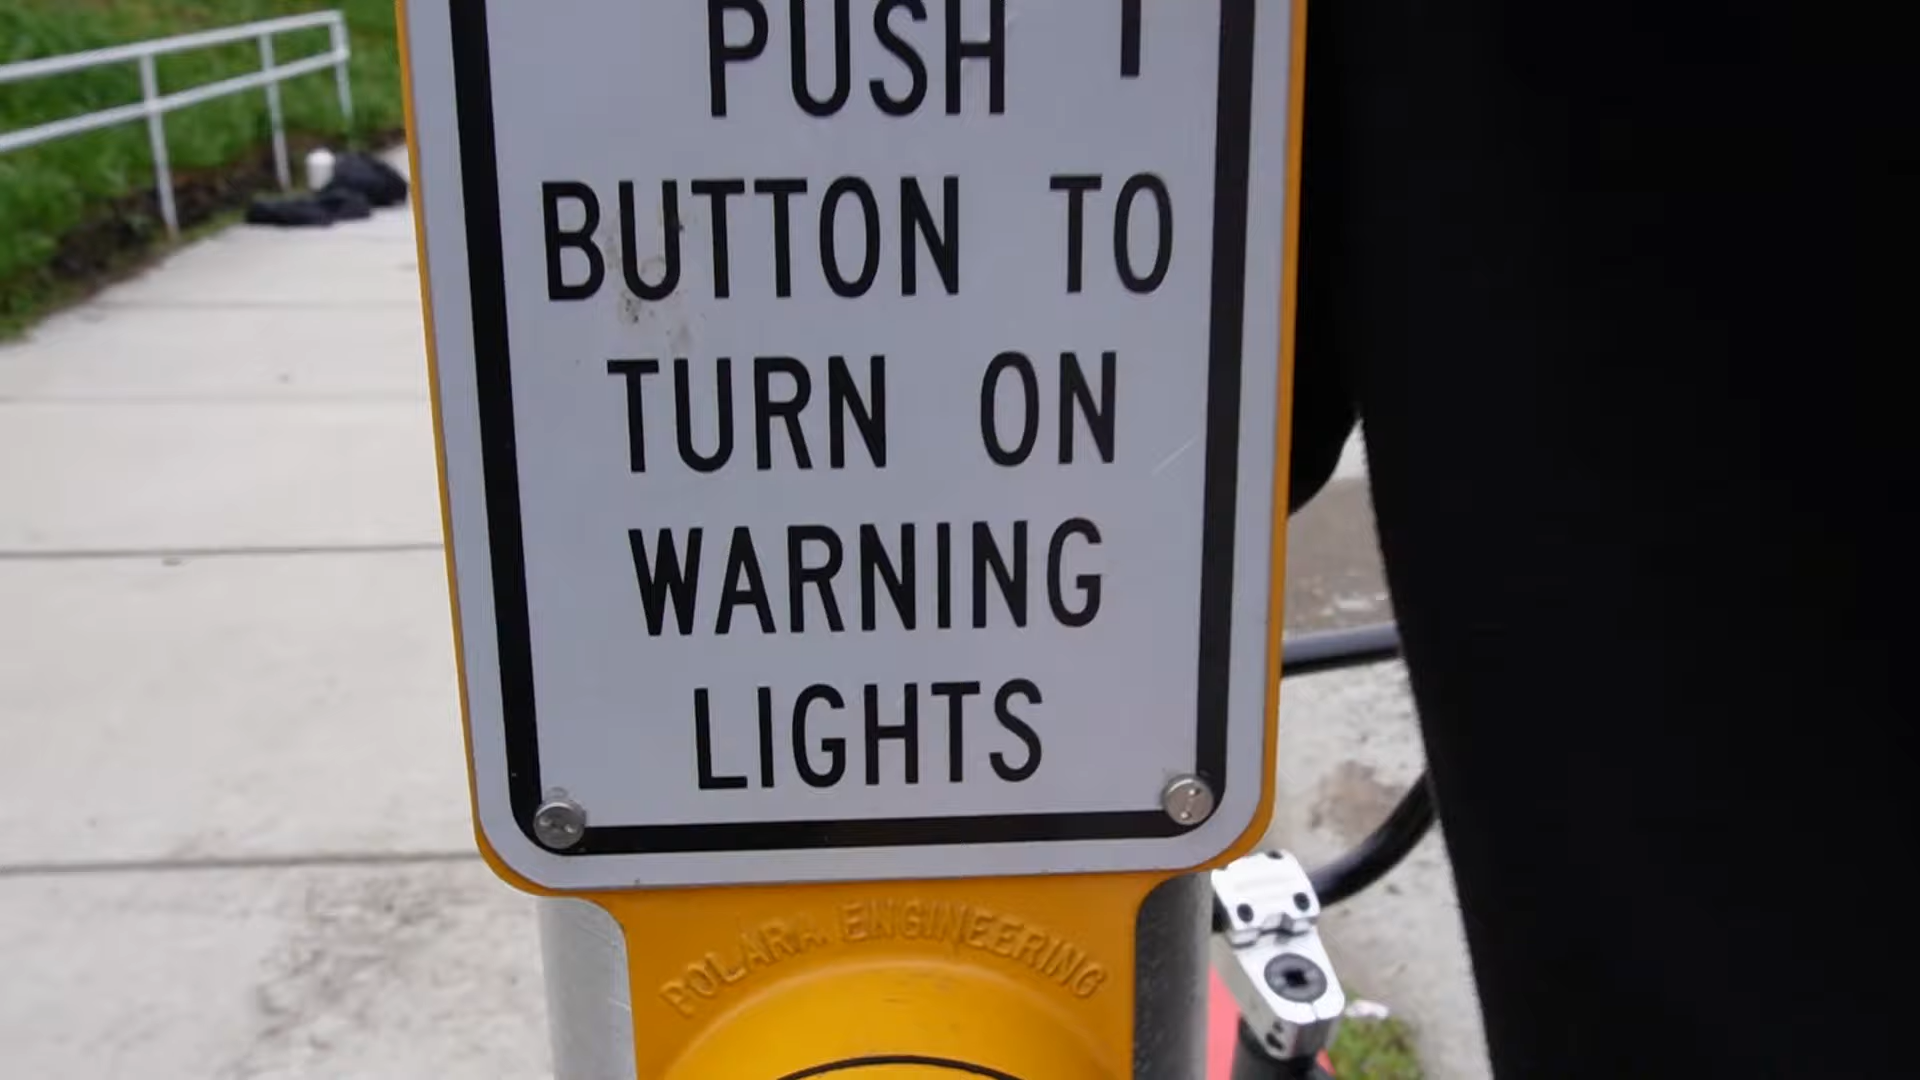 PUSH
BUTTON TO
TURN ON
WARNING
LIGHTS
POLARA ENGINEERING